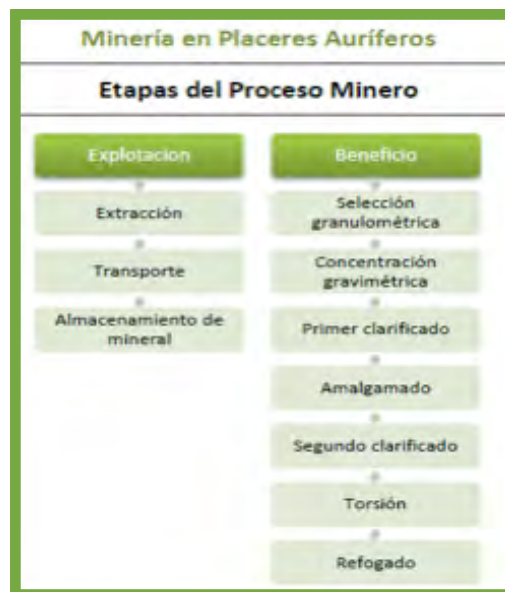 Minería en Placeres Auríferos
Etapas del Proceso Minero
Explotacion
Extracción
Transporte
Almacenamiento de
mineral
Beneficio
Selección
granulométrica
Concentración
gravimétrica
Primer clarificado
Amalgamado
Segundo clarificado
Torsión
Refogado